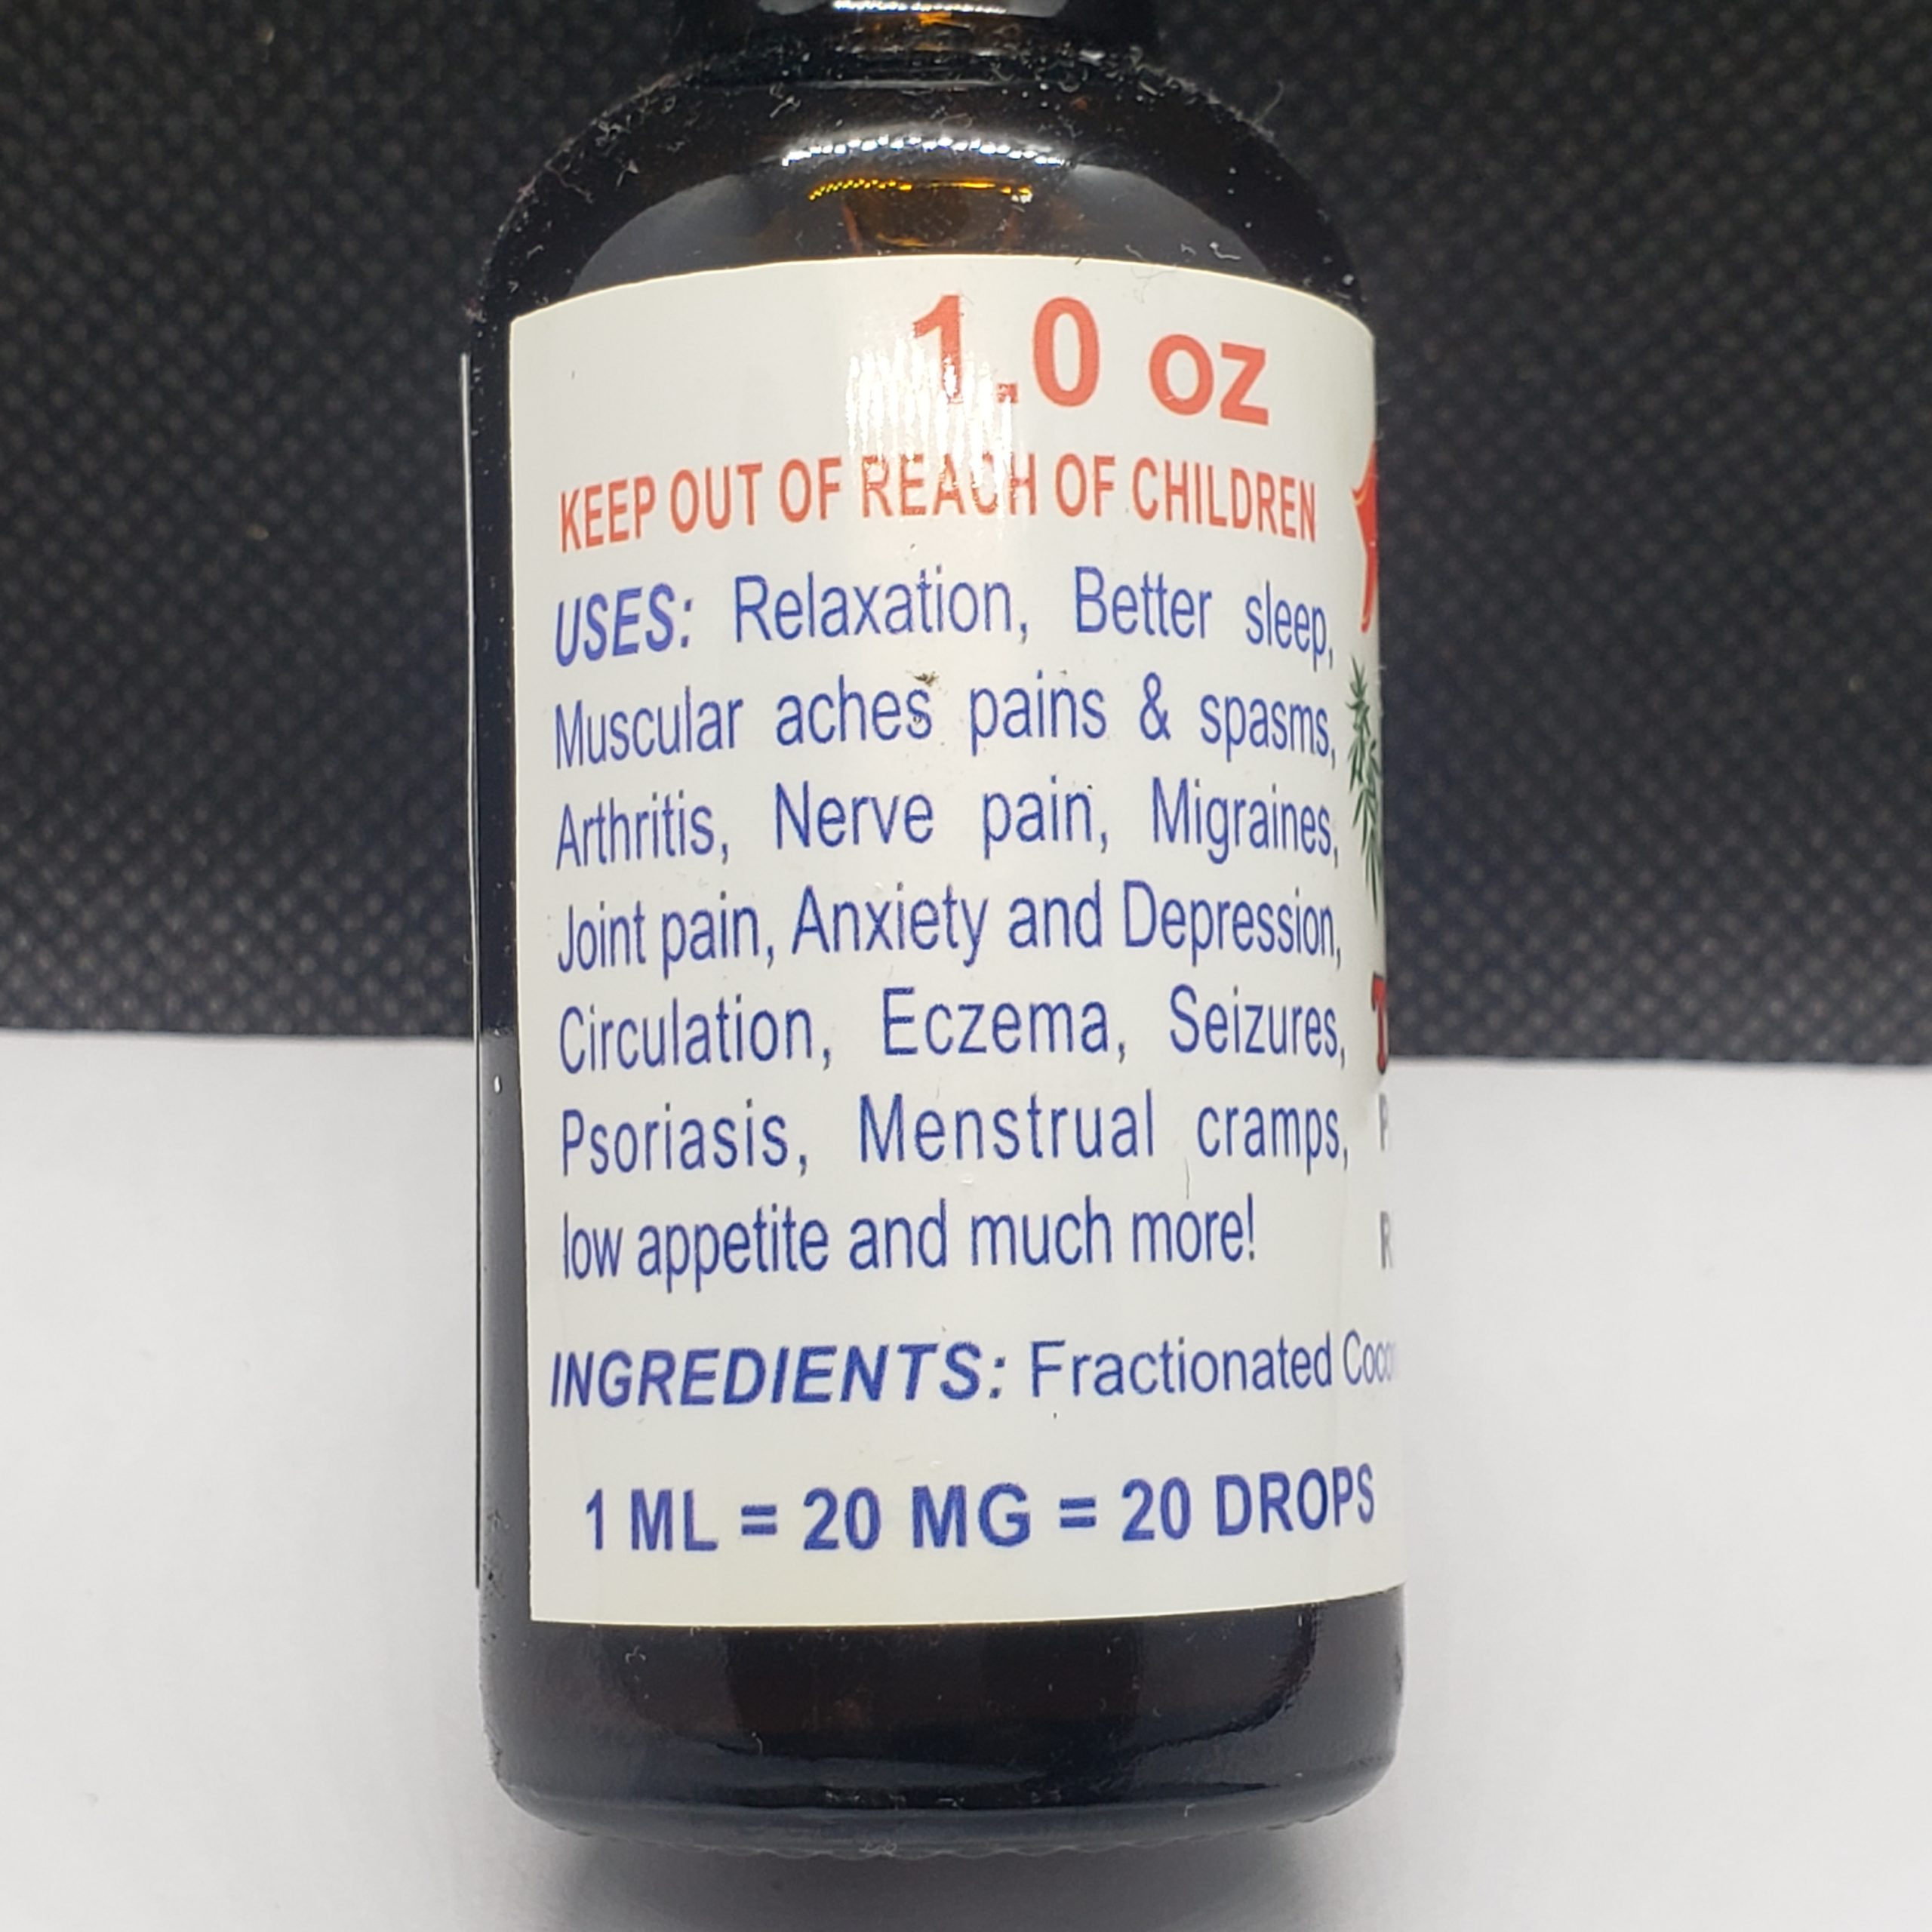 1.0 oz
KEEP OUT OF REACH OF CHILDREN
USES: Relaxation, Better sleep,
Muscular aches pains & spasms,
Arthritis, Nerve pain, Migraines,
Joint pain, Anxiety and Depression,
Circulation, Eczema, Seizures,
Psoriasis, Menstrual cramps,
low appetite and much more!
INGREDIENTS: Fractionated
1 ML = 20 MG = 20 DROPS